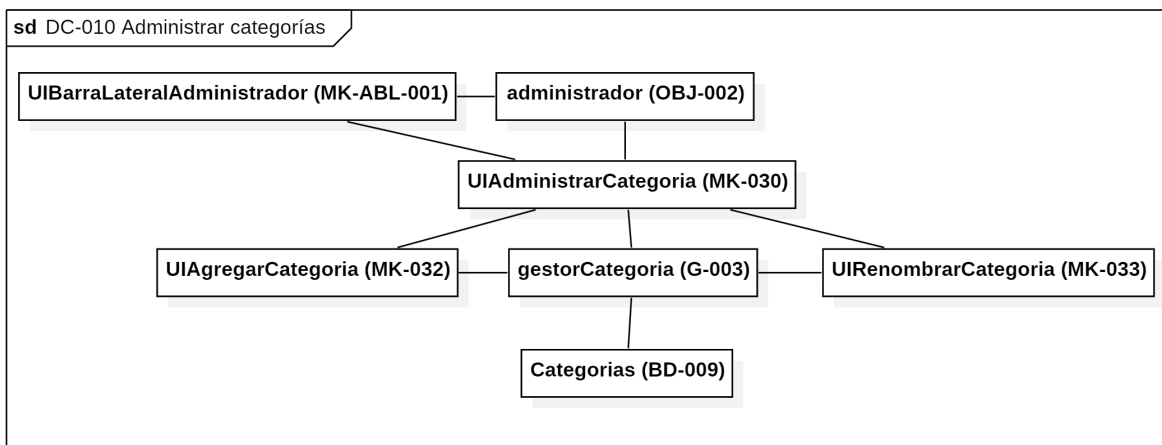 sd DC-010 Administrar categorías
UIBarraLateralAdministrador (MK-ABL-001)
administrador (OBJ-002)
UIAdministrarCategoria (MK-030)
UIAgregarCategoria (MK-032)
gestorCategoria (G-003)
UIRenombrarCategoria (MK-033)
Categorias (BD-009)